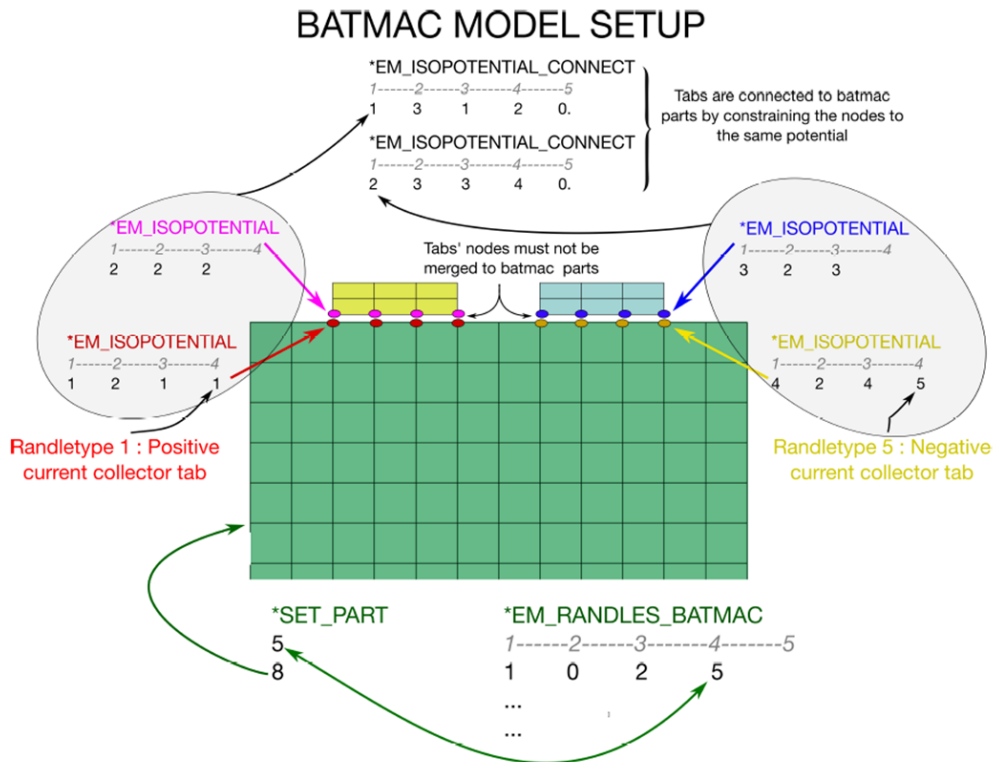 BATMAC MODEL SETUP
*EM_ISOPOTENTIAL_CONNECT
1------2------3------4------5
1 3 1 2 0.
*EM_ISOPOTENTIAL_CONNECT
1------2------3------4------5
2 3 3 4 0.
Tabs are connected to batmac
parts by constraining the nodes to
the same potential
*EM_ISOPOTENTIAL
1------2------3-------4
2 2 2
*EM_ISOPOTENTIAL
1------2------3-------4
1 2 1 1
Randletype 1 : Positive
current collector tab
Tabs' nodes must not be
merged to batmac parts
*EM_ISOPOTENTIAL
1------2------3-------4
3 2 3
*EM_ISOPOTENTIAL
1------2------3-------4
4 2 4 5
Randletype 5 : Negative
current collector tab
*SET_PART
5
8
*EM_RANDLES_BATMAC
1------2------3-------4-------5
1 0 2 5
...
...